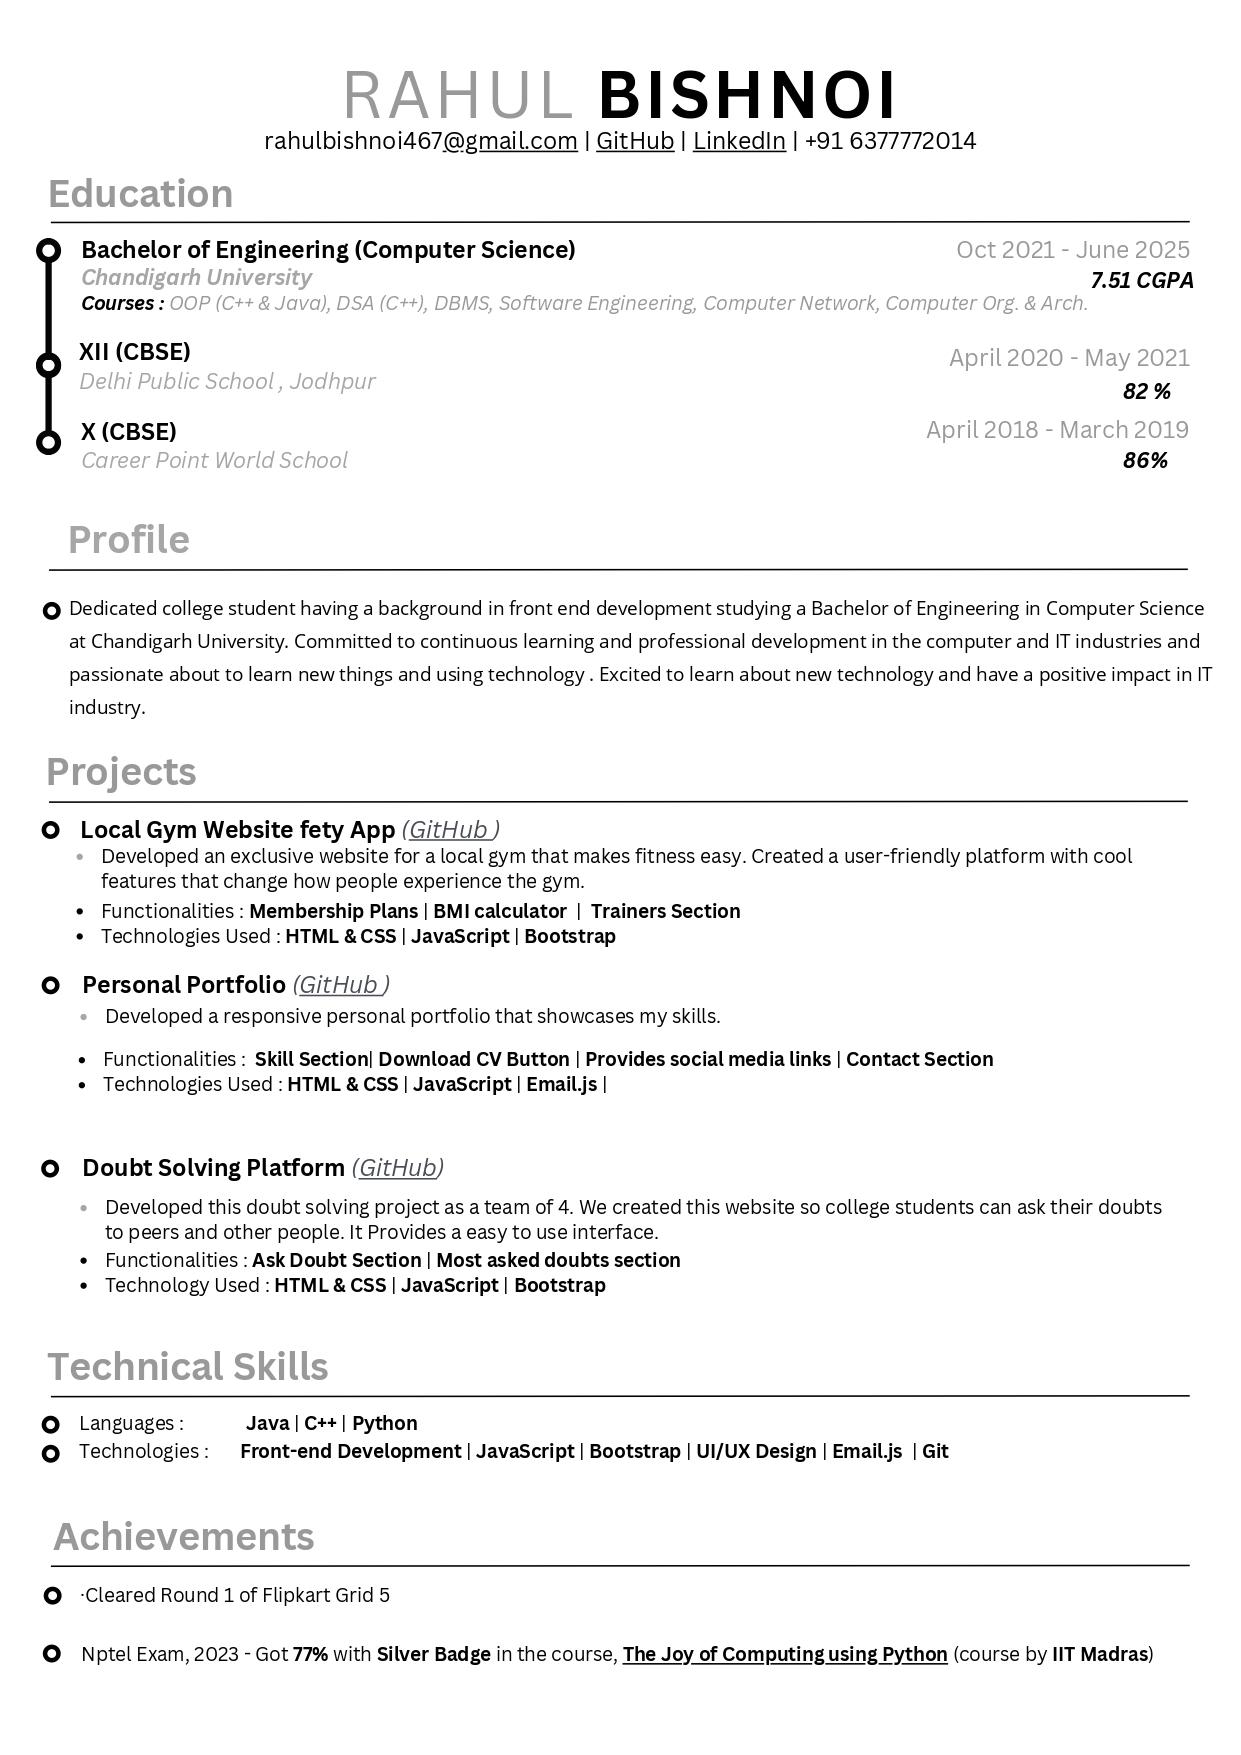 RAHUL BISHNOI
rahulbishnoi467@gmail.com | GitHub | LinkedIn | +91 6377772014
Education
Bachelor of Engineering (Computer Science) Oct 2021 - June 2025
Chandigarh University 7.51 CGPA
Courses : OOP (C++ & Java), DSA (C++), DBMS, Software Engineering, Computer Network, Computer Org. & Arch.
XII (CBSE) April 2020 - May 2021
Delhi Public School , Jodhpur 82 %
X (CBSE) April 2018 - March 2019
Career Point World School 86%
Profile
Dedicated college student having a background in front end development studying a Bachelor of Engineering in Computer Science
at Chandigarh University. Committed to continuous learning and professional development in the computer and IT industries and
passionate about to learn new things and using technology . Excited to learn about new technology and have a positive impact in IT
industry.
Projects
Local Gym Website fety App (GitHub )
• Developed an exclusive website for a local gym that makes fitness easy. Created a user-friendly platform with cool
features that change how people experience the gym.
• Functionalities : Membership Plans | BMI calculator | Trainers Section
• Technologies Used : HTML & CSS | JavaScript | Bootstrap
Personal Portfolio (GitHub )
• Developed a responsive personal portfolio that showcases my skills.
• Functionalities : Skill Section| Download CV Button | Provides social media links | Contact Section
• Technologies Used : HTML & CSS | JavaScript | Email.js |
Doubt Solving Platform (GitHub)
• Developed this doubt solving project as a team of 4. We created this website so college students can ask their doubts
to peers and other people. It Provides a easy to use interface.
• Functionalities : Ask Doubt Section | Most asked doubts section
• Technology Used : HTML & CSS | JavaScript | Bootstrap
Technical Skills
Languages : Java | C++ | Python
Technologies : Front-end Development | JavaScript | Bootstrap | UI/UX Design | Email.js | Git
Achievements
·Cleared Round 1 of Flipkart Grid 5
Nptel Exam, 2023 - Got 77% with Silver Badge in the course, The Joy of Computing using Python (course by IIT Madras)